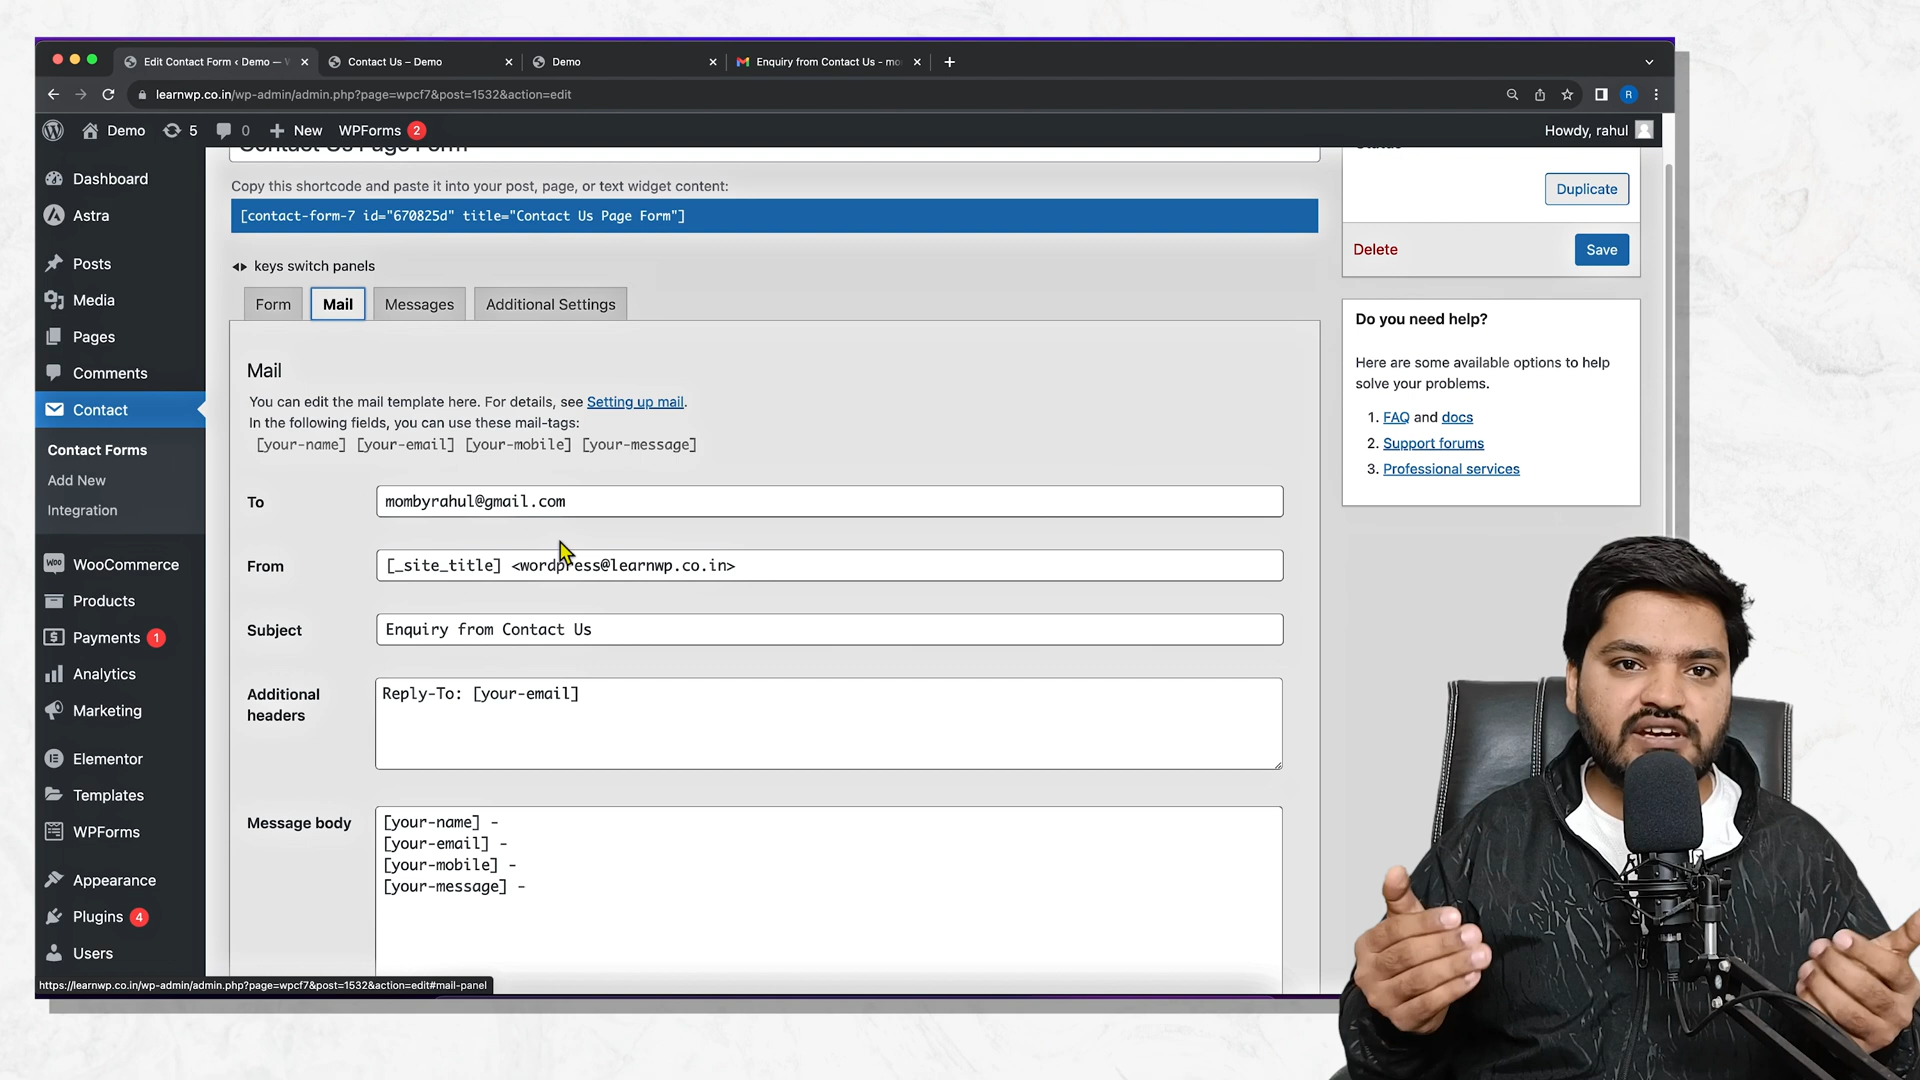 Edit Contact Form ‹ Demo —
Contact Us – Demo
Demo
Enquiry from Contact Us - mo
learnwp.co.in/wp-admin/admin.php?page=wpcf7&post=1532&action=edit
R
Demo
5
0
New
WPForms 2
Howdy, rahul
Contact Us Page Form
Status
Copy this shortcode and paste it into your post, page, or text widget content:
[contact-form-7 id="670825d" title="Contact Us Page Form"]
Duplicate
Delete
Save
keys switch panels
Form
Mail
Messages
Additional Settings
Dashboard
Astra
Posts
Media
Pages
Comments
Contact
Contact Forms
Add New
Integration
WOO WooCommerce
Products
Payments 1
Analytics
Marketing
Elementor
Templates
WPForms
Appearance
Plugins 4
Users
Mail
You can edit the mail template here. For details, see Setting up mail.
In the following fields, you can use these mail-tags:
[your-name] [your-email] [your-mobile] [your-message]
To
mombyrahul@gmail.com
From
[_site_title] <wordpress@learnwp.co.in>
Subject
Enquiry from Contact Us
Additional headers
Reply-To: [your-email]
Message body
[your-name] -
[your-email] -
[your-mobile] -
[your-message] -
Do you need help?
Here are some available options to help
solve your problems.
1. FAQ and docs
2. Support forums
3. Professional services
https://learnwp.co.in/wp-admin/admin.php?page=wpcf7&post=1532&action=edit#mail-panel